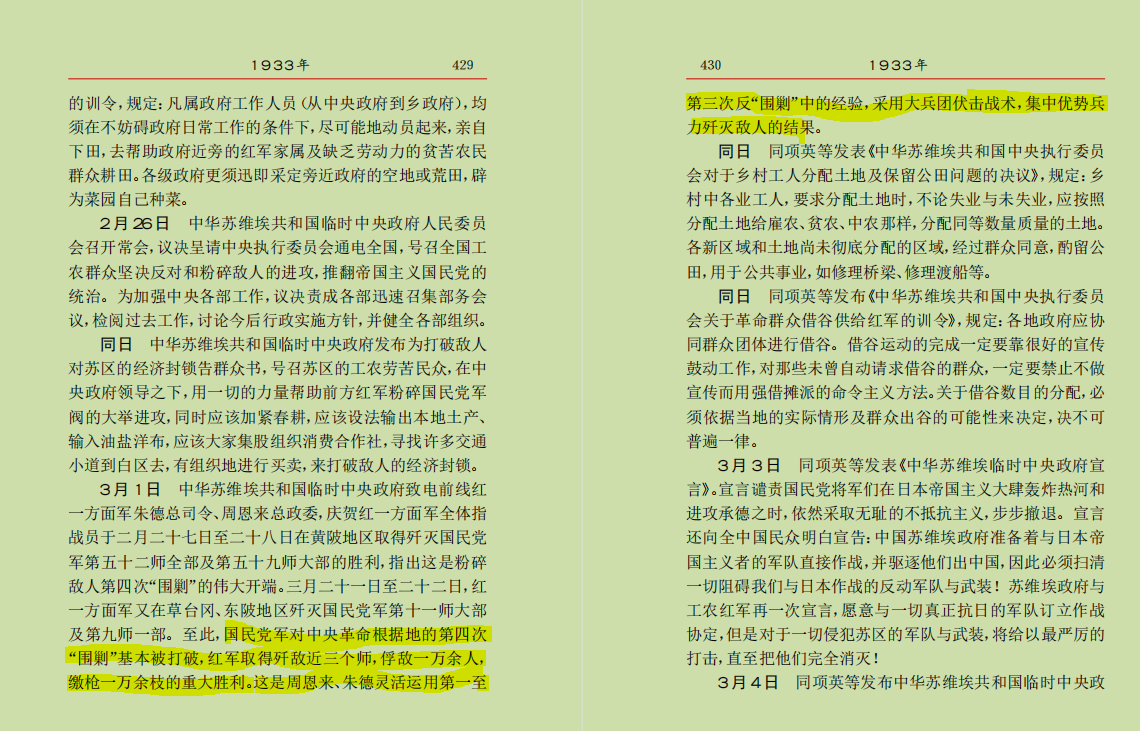 1933年 429
的训令,规定:凡属政府工作人员(从中央政府到乡政府),均
须在不妨碍政府日常工作的条件下,尽可能地动员起来,亲自
下田,去帮助政府近旁的红军家属及缺乏劳动力的贫苦农民
群众耕田。各级政府更须迅即采定旁近政府的空地或荒田,辟
为菜园自己种菜。
2月26日 中华苏维埃共和国临时中央政府人民委员
会召开常会,议决呈请中央执行委员会通电全国,号召全国工
农群众坚决反对和粉碎敌人的进攻,推翻帝国主义国民党的
统治。为加强中央各部工作,议决责成各部迅速召集部务会
议,检阅过去工作,讨论今后行政实施方针,并健全各部组织。
同日 中华苏维埃共和国临时中央政府发布为打破敌人
对苏区的经济封锁告群众书,号召苏区的工农劳苦民众,在中
央政府领导之下,用一切的力量帮助前方红军粉碎国民党军
阀的大举进攻,同时应该加紧春耕,应该设法输出本地土产、
输入油盐洋布,应该大家集股组织消费合作社,寻找许多交通
小道到白区去,有组织地进行买卖,来打破敌人的经济封锁。
3月1日 中华苏维埃共和国临时中央政府致电前线红
一方面军朱德总司令、周恩来总政委,庆贺红一方面军全体指
战员于二月二十七日至二十八日在黄陂地区取得歼灭国民党
军第五十二师全部及第五十九师大部的胜利,指出这是粉碎
敌人第四次“围剿”的伟大开端。三月二十一日至二十二日,红
一方面军又在草台冈、东陂地区歼灭国民党军第十一师大部
及第九师一部。至此,国民党军对中央革命根据地的第四次
“围剿”基本被打破,红军取得歼敌近三个师,俘敌一万余人,
缴枪一万余枝的重大胜利。这是周恩来、朱德灵活运用第一至
430 1933年
第三次反“围剿”中的经验,采用大兵团伏击战术,集中优势兵
力歼灭敌人的结果。
同日 同项英等发表《中华苏维埃共和国中央执行委员
会对于乡村工人分配土地及保留公田问题的决议》,规定:乡
村中各业工人,要求分配土地时,不论失业与未失业,应按照
分配土地给雇农、贫农、中农那样,分配同等数量质量的土地。
各新区域和土地尚未彻底分配的区域,经过群众同意,酌留公
田,用于公共事业,如修理桥梁、修理渡船等。
同日 同项英等发布《中华苏维埃共和国中央执行委员
会关于革命群众借谷供给红军的训令》,规定:各地政府应协
同群众团体进行借谷。借谷运动的完成一定要靠很好的宣传
鼓动工作,对那些未曾自动请求借谷的群众,一定要禁止不做
宣传而用强借摊派的命令主义方法。关于借谷数目的分配,必
须依据当地的实际情形及群众出谷的可能性来决定,决不可
普遍一律。
3月3日 同项英等发表《中华苏维埃临时中央政府宣
言》。宣言谴责国民党将军们在日本帝国主义大肆轰炸热河和
进攻承德之时,依然采取无耻的不抵抗主义,步步撤退。宣言
还向全中国民众明白宣告:中国苏维埃政府准备着与日本帝
国主义者的军队直接作战,并驱逐他们出中国,因此必须扫清
一切阻碍我们与日本作战的反动军队与武装!苏维埃政府与
工农红军再一次宣言,愿意与一切真正抗日的军队订立作战
协定,但是对于一切侵犯苏区的军队与武装,将给以最严厉的
打击,直至把他们完全消灭!
3月4日 同项英等发布中华苏维埃共和国临时中央政